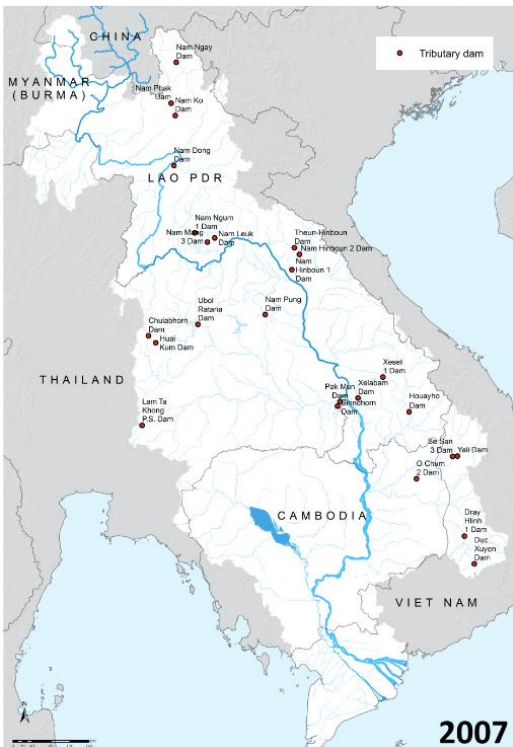 CHINA
Tributary dam
Nam Ngay
Dam
MYANMAR
(BURMA)
Nam Phak
Dam
Nam Ko
Dam
Nam Dong
Dam
LAO PDR
Nam Ngum
1 Dam
Nam Mang
3 Dam
Nam Leuk
Dam
Theun-Hinboun
Dam
Nam Hinboun 2 Dam
Nam
Hinboun 1
Dam
Nam Pung
Dam
Ubol
Ratana
Dam
Chulabhorn
Dam
Huai
Kum Dam
THAILAND
Xeset
1 Dam
Xelabam
Dam
Pak Mun
Dam
Sirinchorn
Dam
Houayho
Dam
Lam Ta
Khong
P.S. Dam
Se San
3 Dam
Yali Dam
O Chum
2 Dam
CAMBODIA
Dray
Hlinh
1 Dam
Duc
Xuyen
Dam
VIET NAM
2007